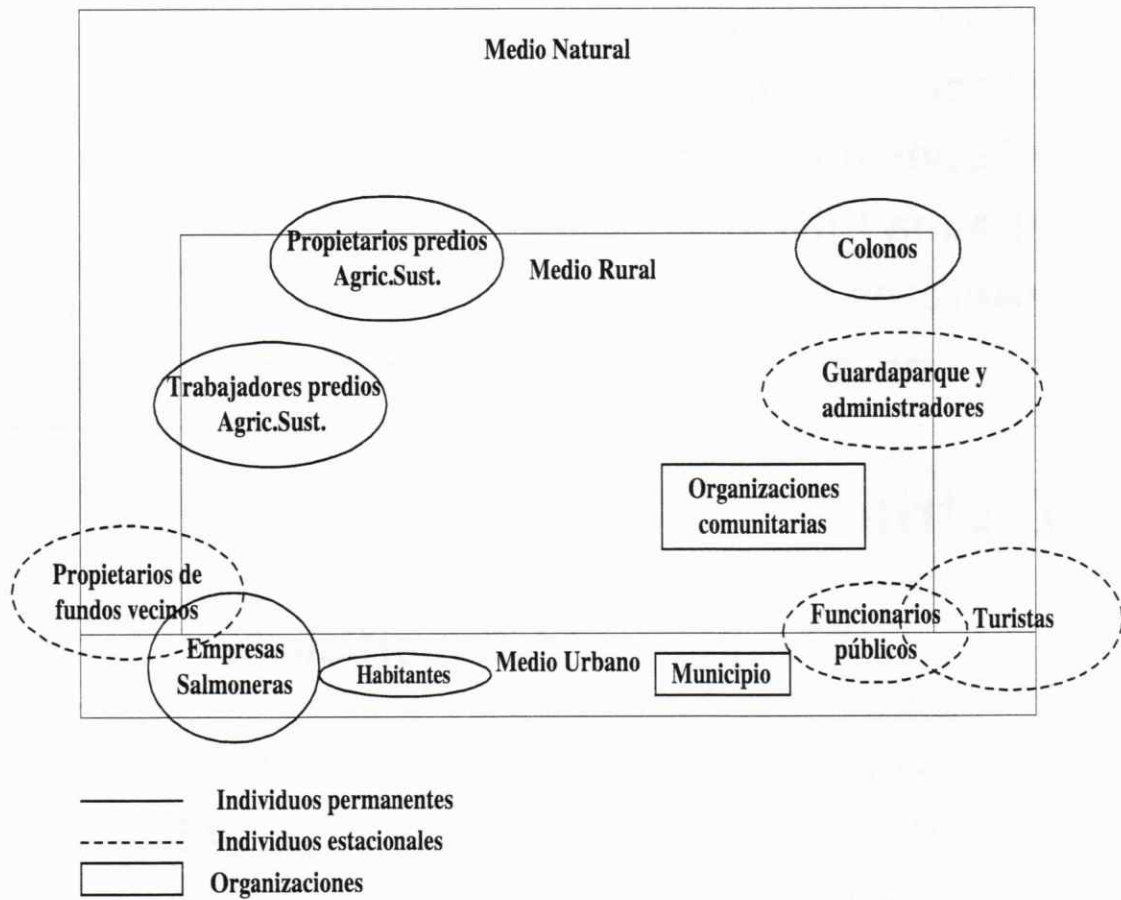 Medio Natural
Propietarios predios
Agric.Sust.
Medio Rural
Colonos
Trabajadores predios
Agric.Sust.
Guardaparque y
administradores
Organizaciones
comunitarias
Propietarios de
fundos vecinos
Funcionarios
públicos
Turistas
Empresas
Salmoneras
Habitantes
Medio Urbano
Municipio
Individuos permanentes
Individuos estacionales
Organizaciones